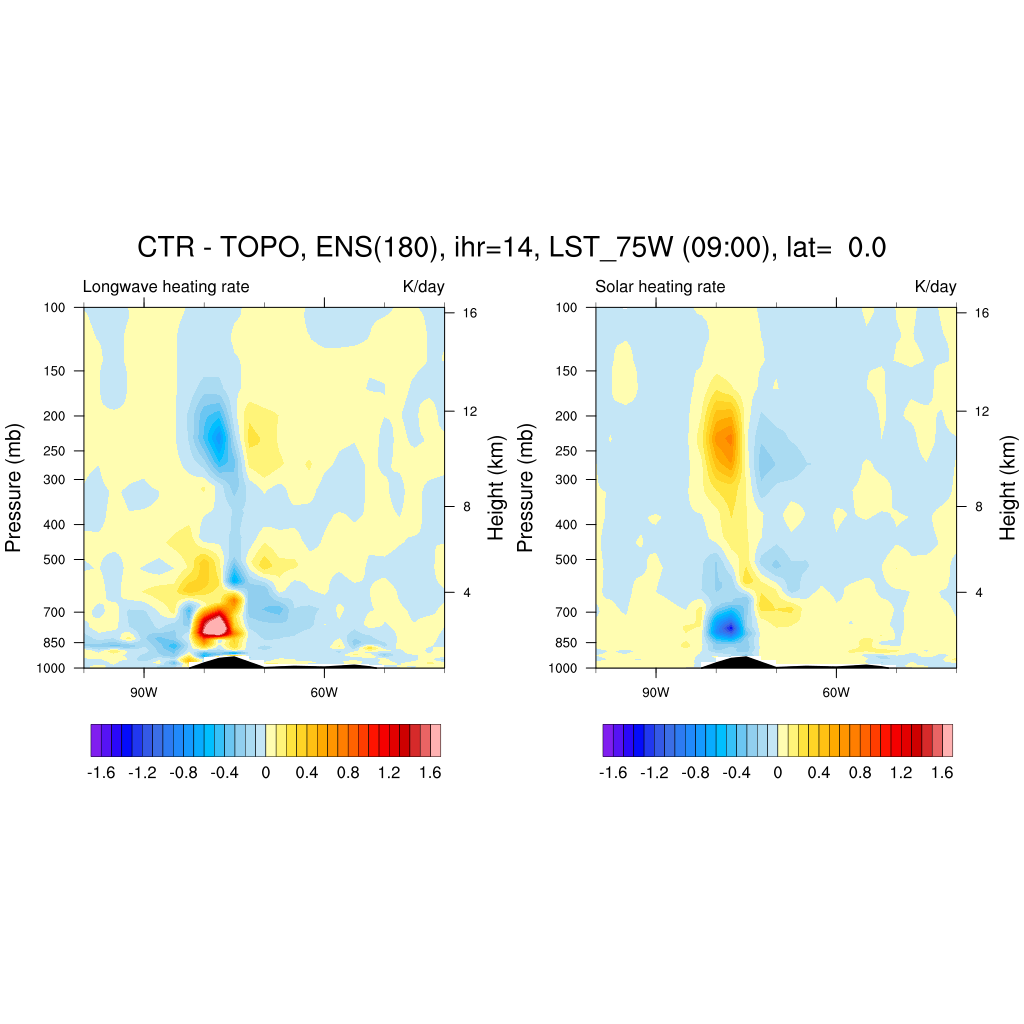 CTR - TOPO, ENS(180), ihr=14, LST_75W (09:00), lat=  0.0
Longwave heating rate
K/day
Pressure (mb)
100
150
200
250
300
400
500
700
850
1000
16
12
8
4
Height (km)
90W
60W
-1.6 -1.2 -0.8 -0.4 0 0.4 0.8 1.2 1.6
Solar heating rate
K/day
Pressure (mb)
100
150
200
250
300
400
500
700
850
1000
16
12
8
4
Height (km)
90W
60W
-1.6 -1.2 -0.8 -0.4 0 0.4 0.8 1.2 1.6